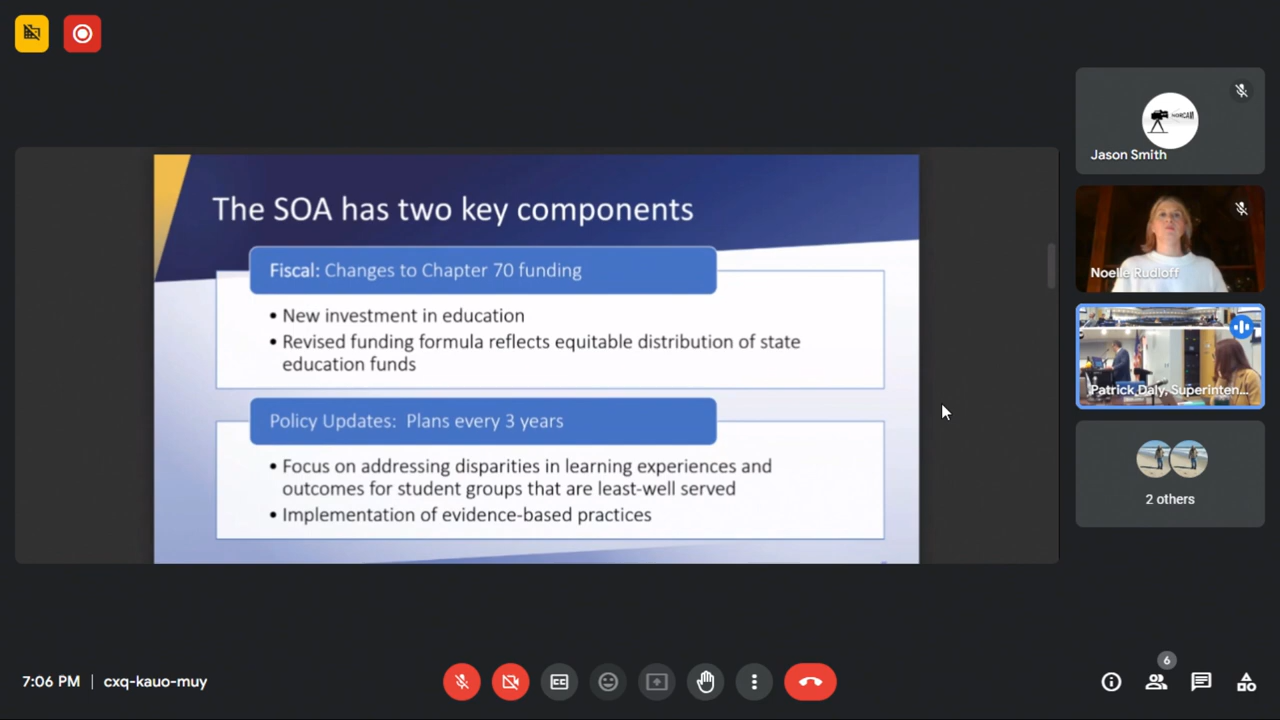 The SOA has two key components
Fiscal: Changes to Chapter 70 funding
• New investment in education
• Revised funding formula reflects equitable distribution of state
education funds
Policy Updates: Plans every 3 years
• Focus on addressing disparities in learning experiences and
outcomes for student groups that are least-well served
• Implementation of evidence-based practices
Jason Smith
Noelle Rudloff
Patrick Daly, Superinten...
2 others
7:06 PM | cxq-kauo-muy
6